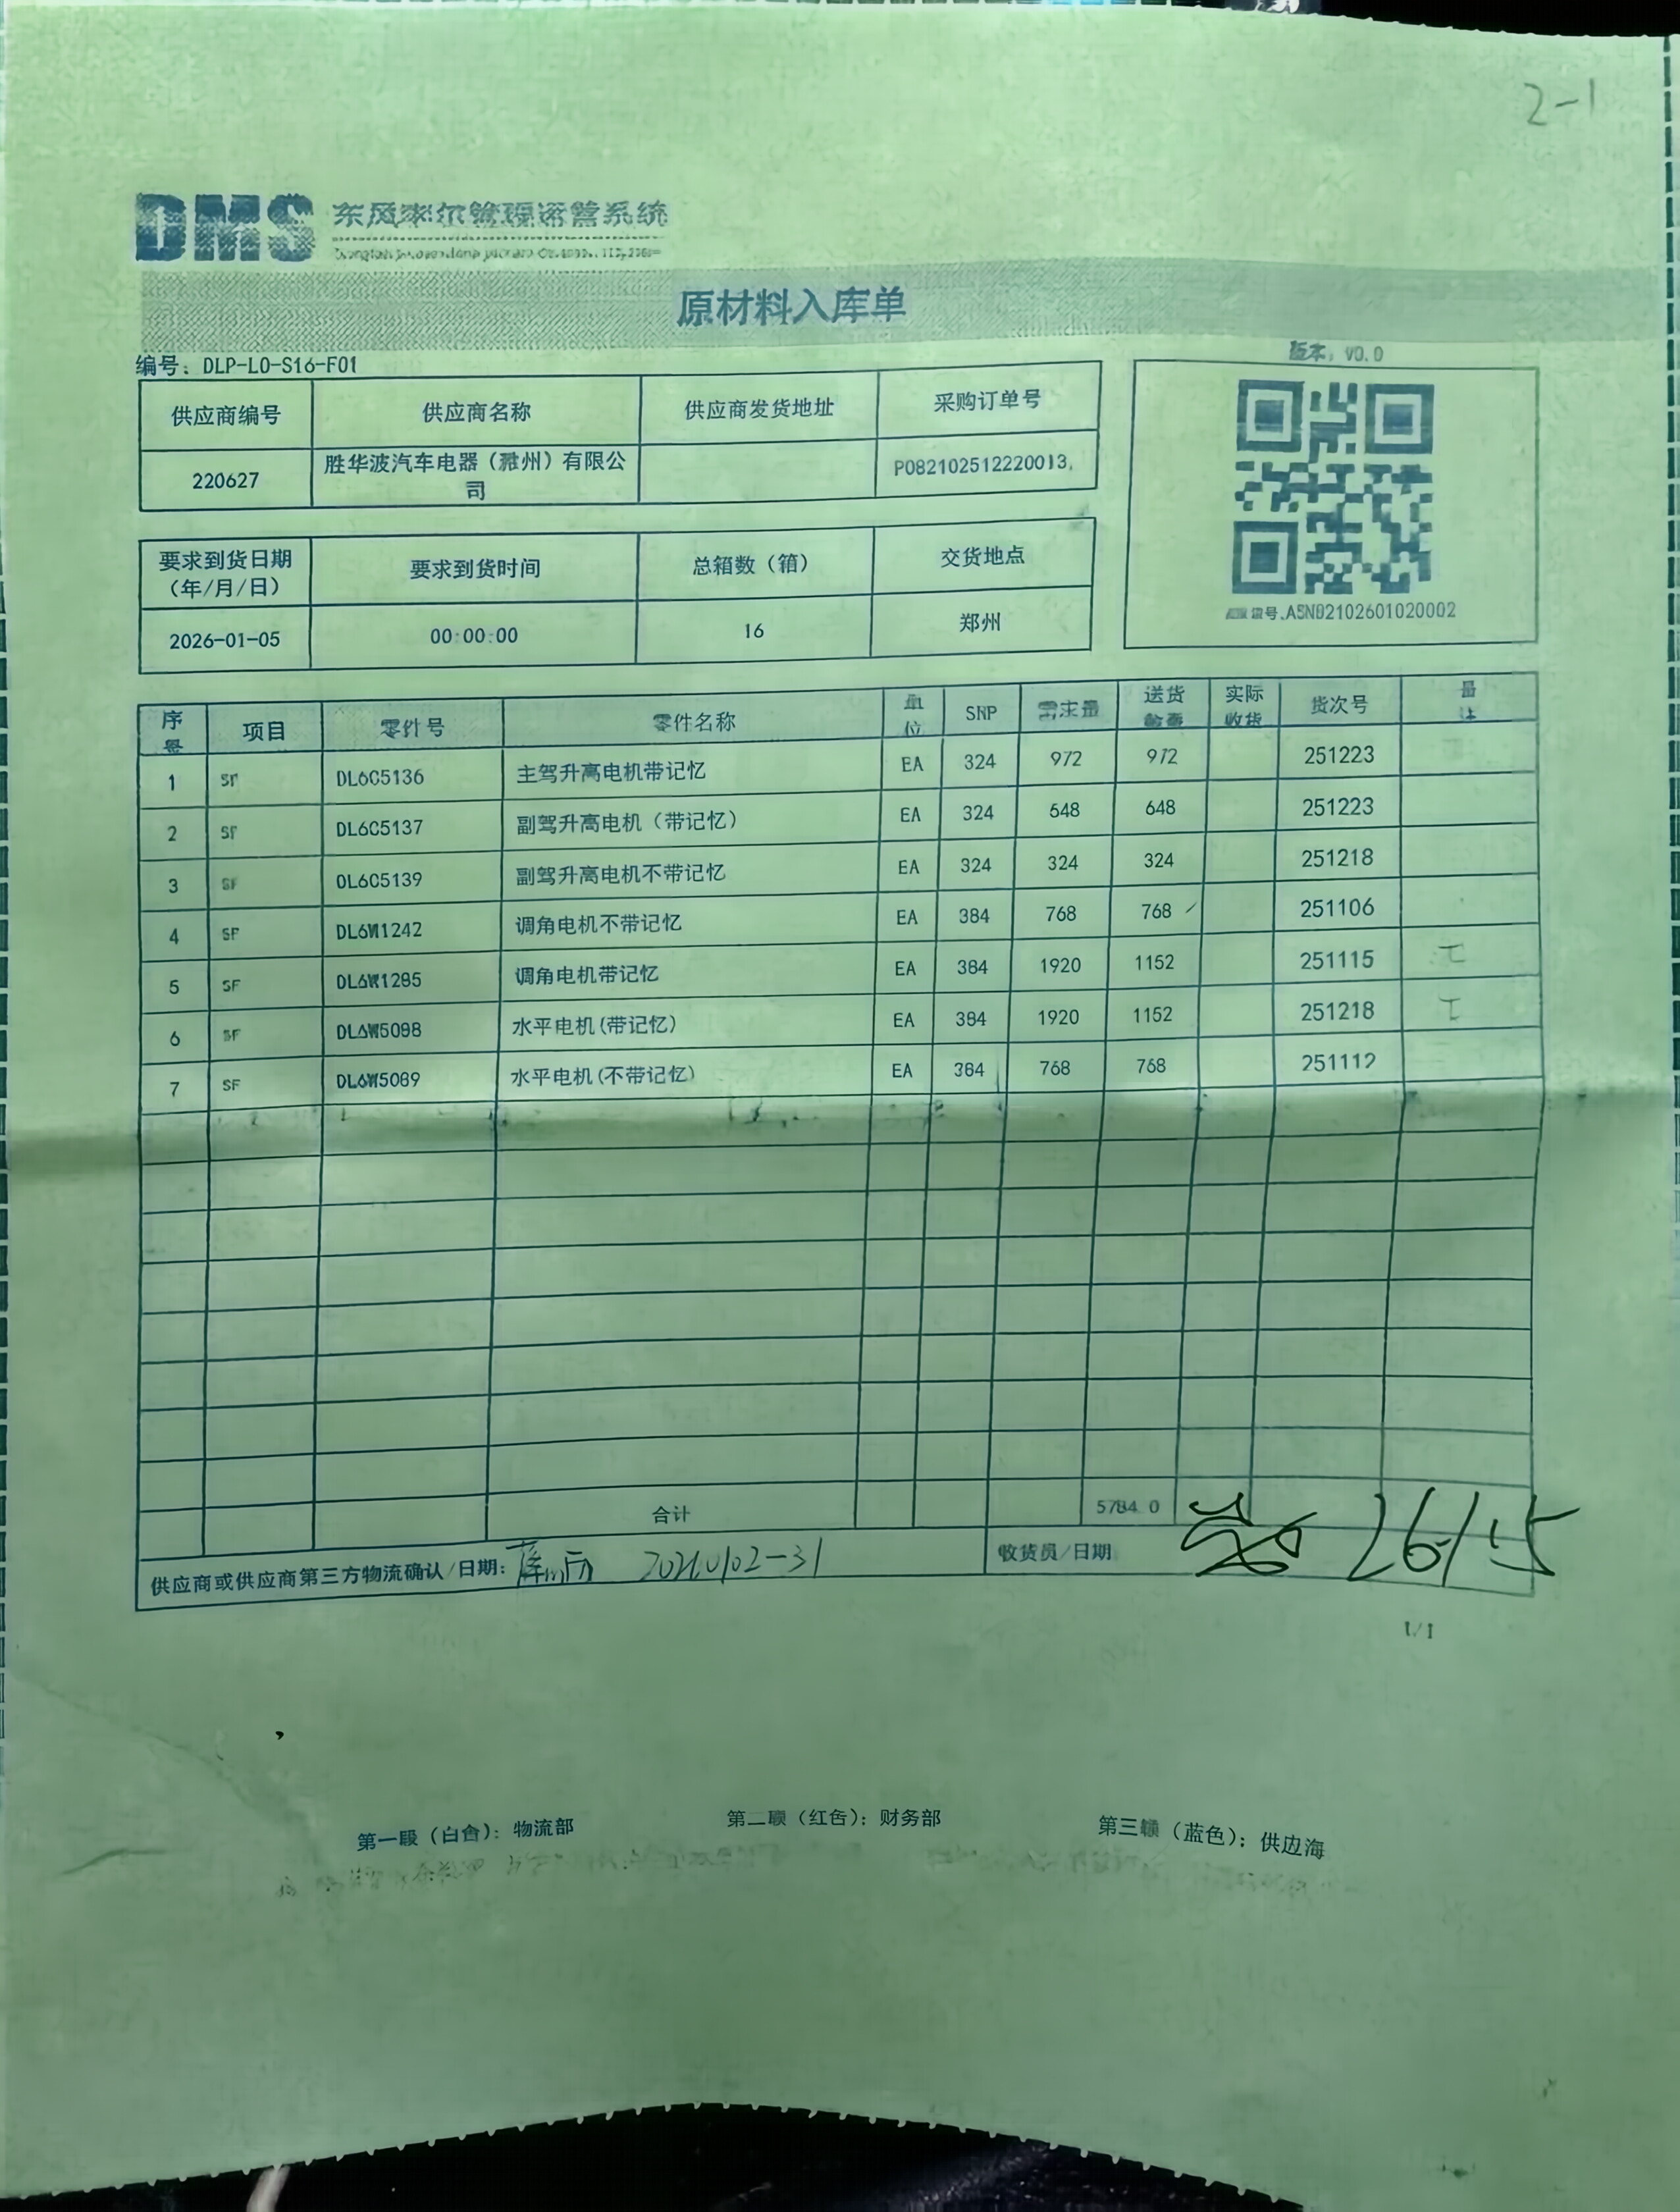 2-1
DMS
原材料入库单
编号：DLP-L0-S16-F01
版本：V0.0
供应商编号 供应商名称 供应商发货地址 采购订单号
220627 胜华波汽车电器（州）有限公司 P082102512220013,
要求到货日期（年/月/日） 要求到货时间 总箱数（箱） 交货地点
2026-01-05 00:00:00 16 郑州
号.ASN02102601020002
序号 项目 零件号 零件名称 单位 SNP 送货 实际收货 货次号
1 SF DL6C5136 主驾升高电机带记忆 EA 324 972 972 251223
2 SF DL6C5137 副驾升高电机（带记忆） EA 324 648 648 251223
3 SF DL6C5139 副驾升高电机不带记忆 EA 324 324 324 251218
4 SF DL6W1242 调角电机不带记忆 EA 384 768 768 251106
5 SF DL6W1285 调角电机带记忆 EA 384 1920 1152 251115
6 SF DL6W5098 水平电机(带记忆) EA 384 1920 1152 251218
7 SF DL6W5089 水平电机(不带记忆) EA 384 768 768 251112
合计 5784.0
供应商或供应商第三方物流确认/日期： 收货员/日期 26/1.5
1/1
第一联（白色）：物流部 第二联（红色）：财务部 第三联（蓝色）：供应